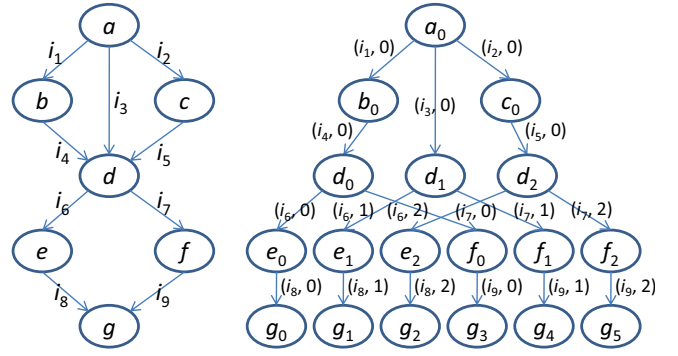 a a₀
i₁ i₂ (i₁, 0) (i₂, 0)
b i₃ c b₀ (i₃, 0) c₀
i₄ i₅ (i₄, 0) (i₅, 0)
d d₀ d₁ d₂
i₆ i₇ (i₆, 0) (i₆, 1) (i₆, 2) (i₇, 0) (i₇, 1) (i₇, 2)
e f e₀ e₁ e₂ f₀ f₁ f₂
i₈ i₉ (i₈, 0) (i₈, 1) (i₈, 2) (i₉, 0) (i₉, 1) (i₉, 2)
g g₀ g₁ g₂ g₃ g₄ g₅